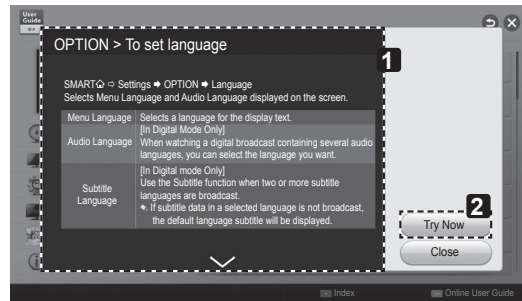 User
Guide
OPTION > To set language
1
SMART ⇨ Settings ➡ OPTION ➡ Language
Selects Menu Language and Audio Language displayed on the screen.
Menu Language Selects a language for the display text.
Audio Language
[In Digital Mode Only]
When watching a digital broadcast containing several audio
languages, you can select the language you want.
Subtitle
Language
[In Digital mode Only]
Use the Subtitle function when two or more subtitle
languages are broadcast.
If subtitle data in a selected language is not broadcast,
the default language subtitle will be displayed.
2
Try Now
Close
Index
Online User Guide